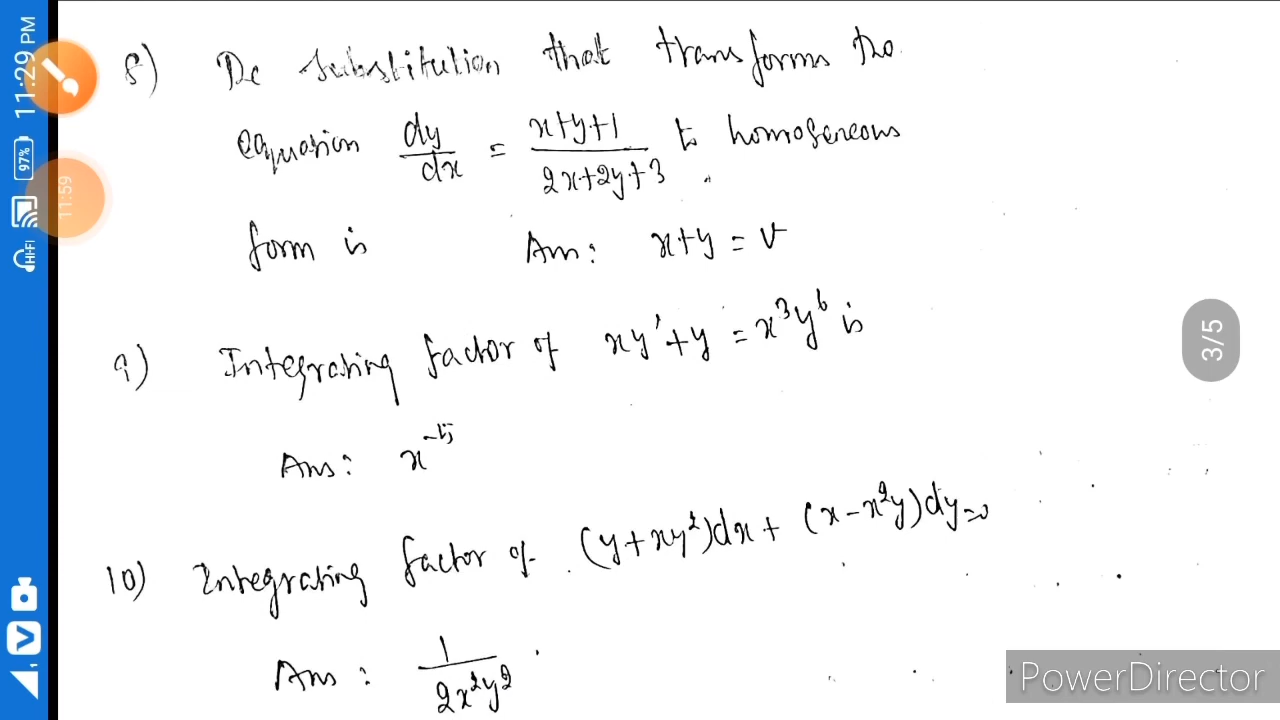 8) The substitution that transforms the
equation dy/dx = x+y+1 / 2x+2y+3 to homogeneous
form is Ans: x+y = v
9) Integrating factor of xy' + y = x³y⁶ is
Ans: x⁻⁵
10) Integrating factor of (y+xy²)dx + (x-x²y)dy=0
Ans: 1 / 2x²y²
11:29 PM
97%
HI-FI
11:59
3/5
PowerDirector